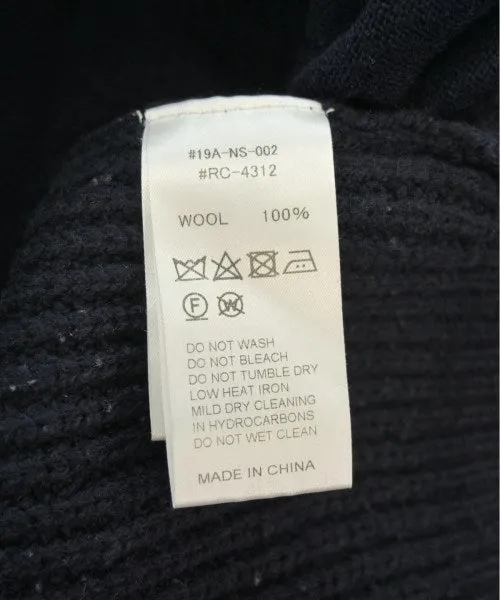 #19A-NS-002
#RC-4312
WOOL 100%
F W
DO NOT WASH
DO NOT BLEACH
DO NOT TUMBLE DRY
LOW HEAT IRON
MILD DRY CLEANING
IN HYDROCARBONS
DO NOT WET CLEAN
MADE IN CHINA